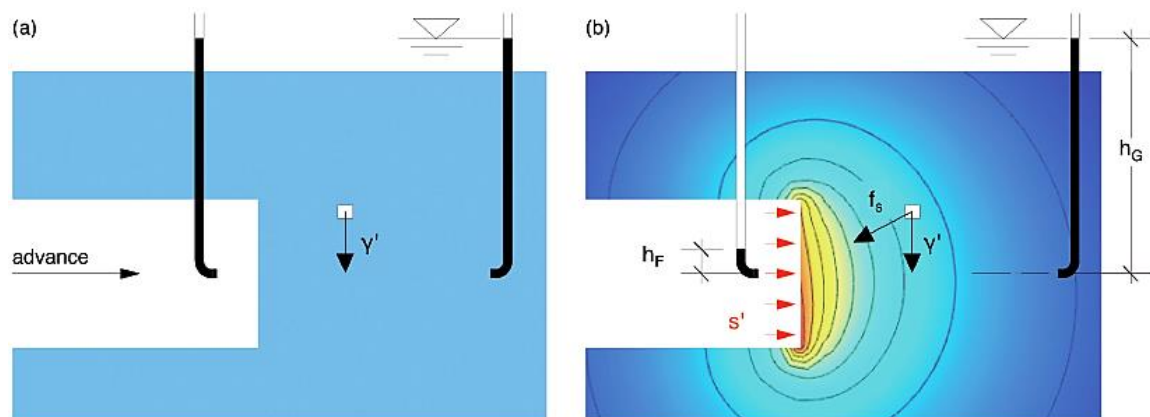 (a)
γ'
advance
(b)
h_G
f_s
γ'
h_F
s'